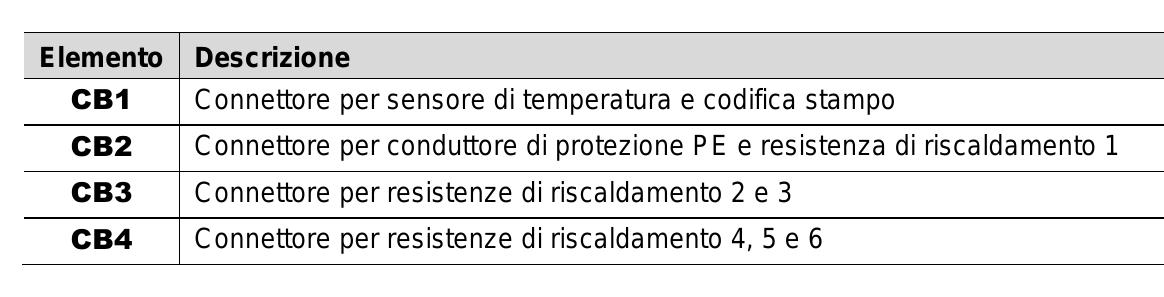 Elemento Descrizione
CB1 Connettore per sensore di temperatura e codifica stampo
CB2 Connettore per conduttore di protezione PE e resistenza di riscaldamento 1
CB3 Connettore per resistenze di riscaldamento 2 e 3
CB4 Connettore per resistenze di riscaldamento 4, 5 e 6